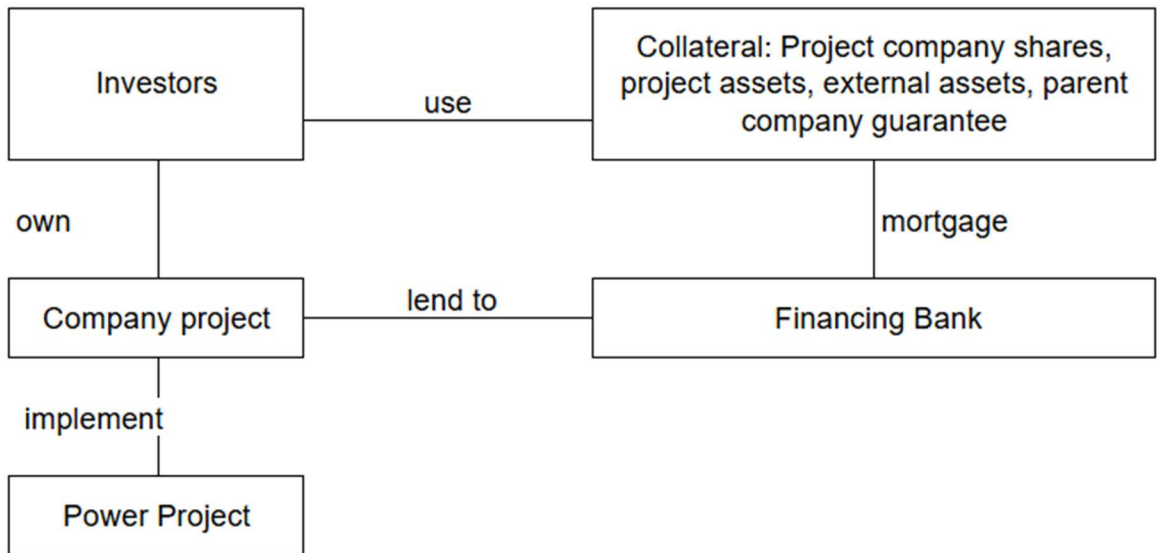 Investors
use
Collateral: Project company shares,
project assets, external assets, parent
company guarantee
own
mortgage
Company project
lend to
Financing Bank
implement
Power Project